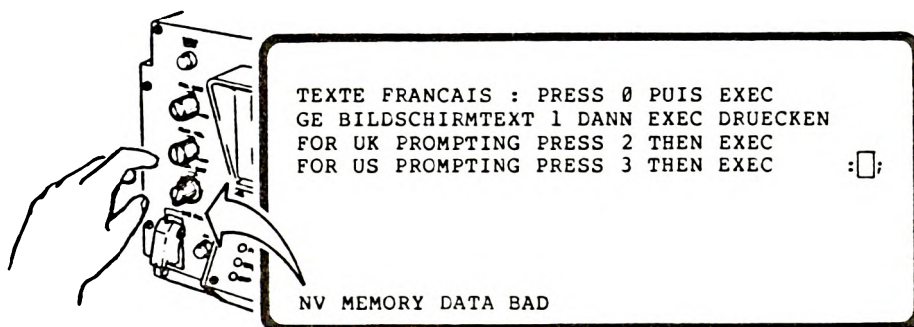 TEXTE FRANCAIS : PRESS 0 PUIS EXEC
GE BILDSCHIRMTEXT 1 DANN EXEC DRUECKEN
FOR UK PROMPTING PRESS 2 THEN EXEC
FOR US PROMPTING PRESS 3 THEN EXEC :▯;
NV MEMORY DATA BAD